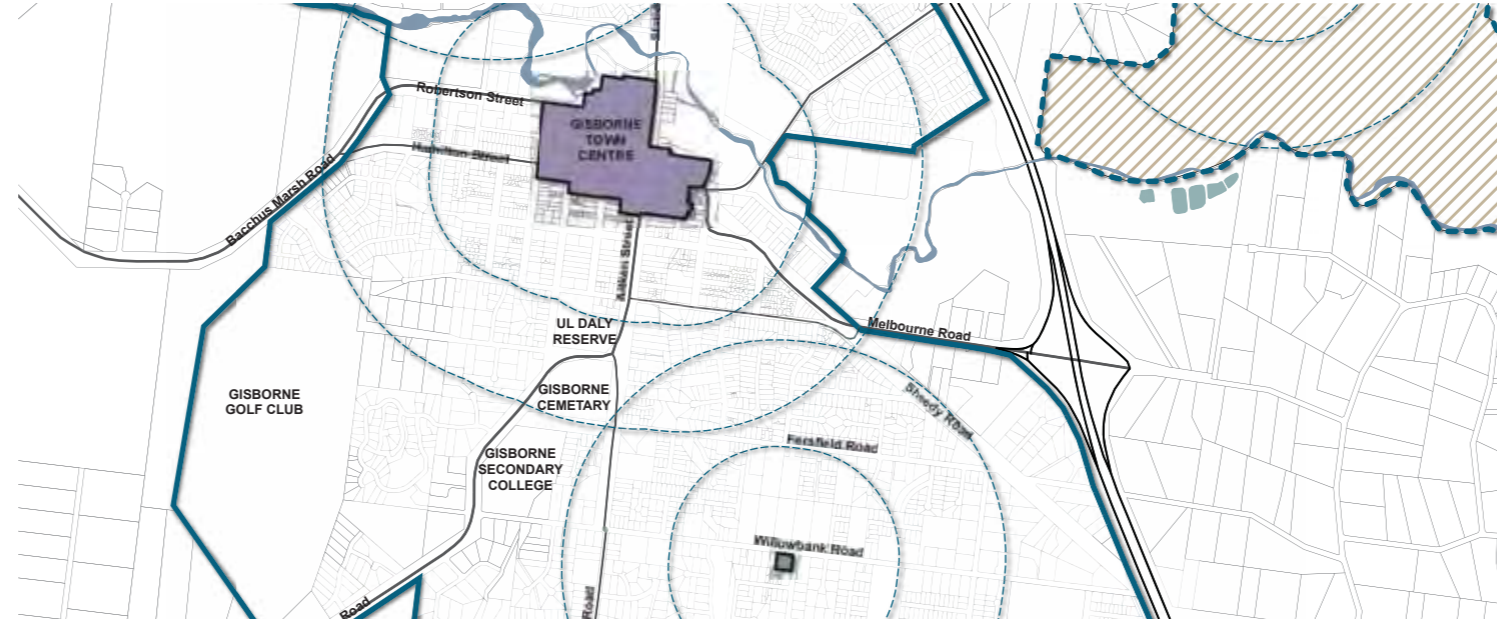 Robertson Street
GISBORNE
TOWN
CENTRE
Hamilton Street
Bacchus Marsh Road
Aitken Street
UL DALY
RESERVE
Melbourne Road
GISBORNE
GOLF CLUB
GISBORNE
CEMETARY
Sheedy Road
Fersfield Road
GISBORNE
SECONDARY
COLLEGE
Willowbank Road
Road
Road